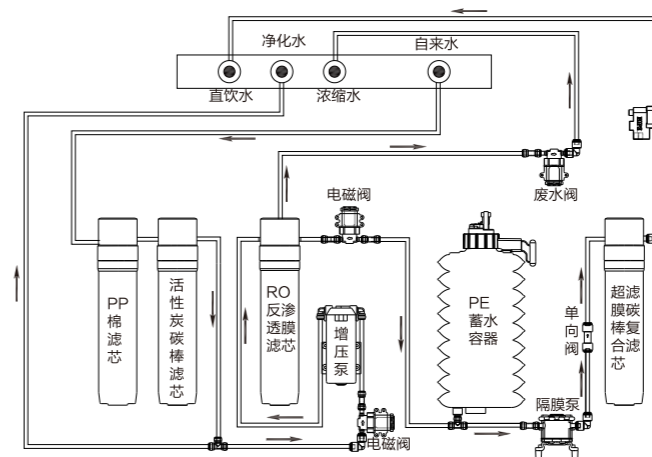 净化水
自来水
直饮水
浓缩水
电磁阀
废水阀
PP
棉滤
芯
活
性
炭
碳
棒
滤
芯
RO
反渗
透膜
滤芯
增
压
泵
PE
蓄水
容器
单
向
阀
超滤
膜碳
棒复
合滤
芯
隔膜泵
电磁阀